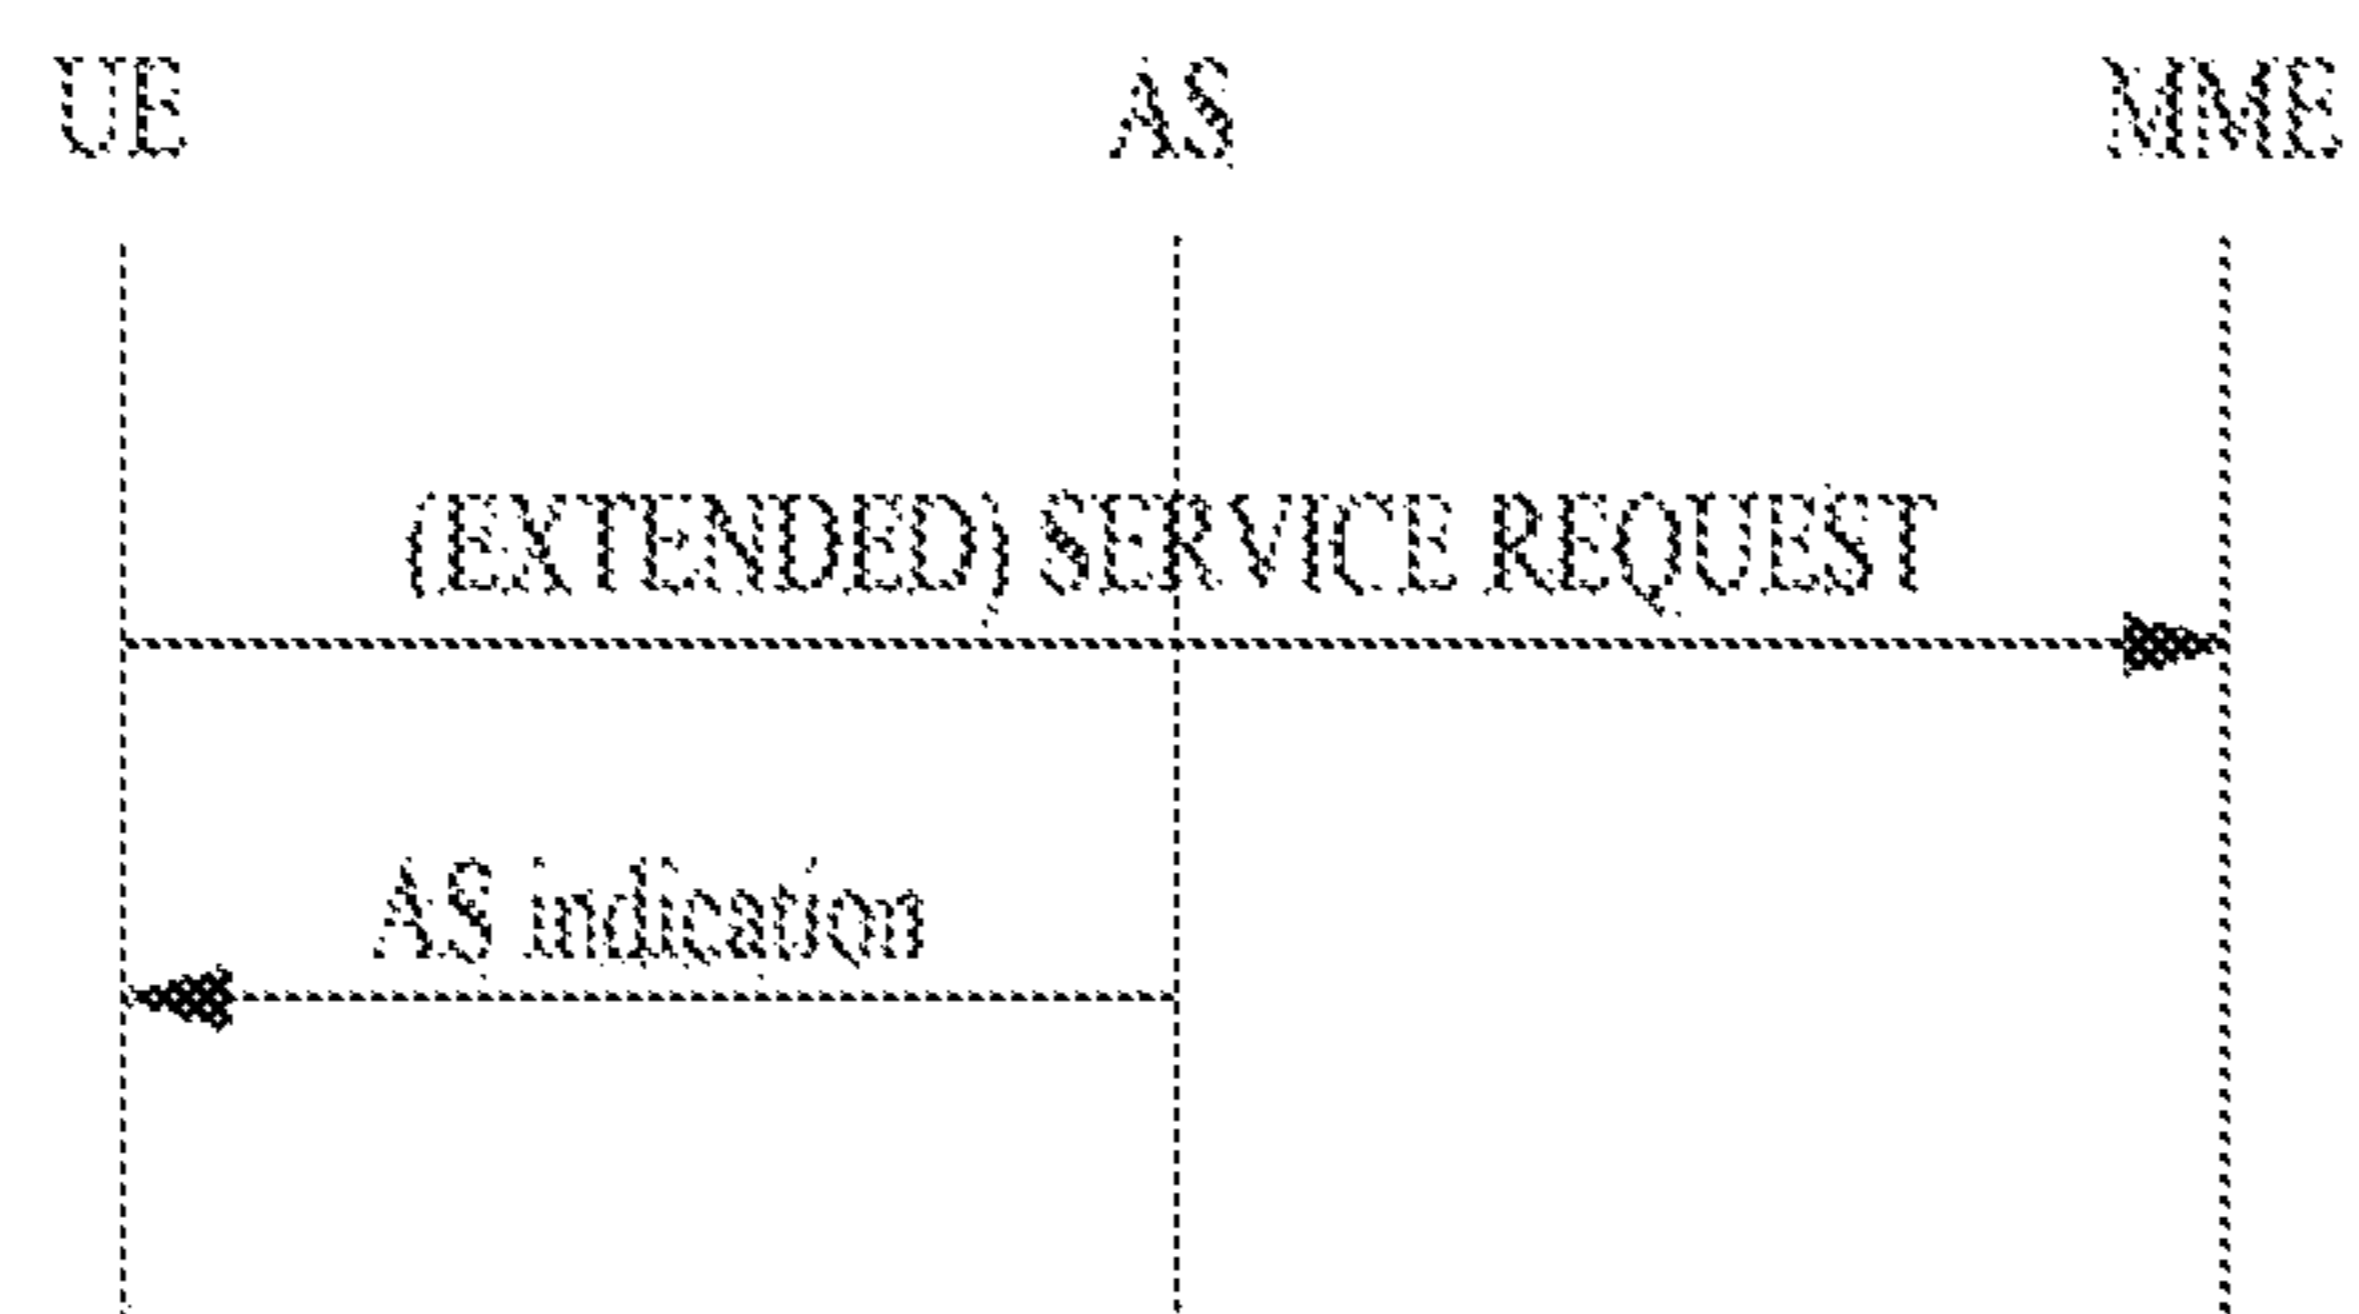 UE AS MME
(EXTENDED) SERVICE REQUEST
AS indication